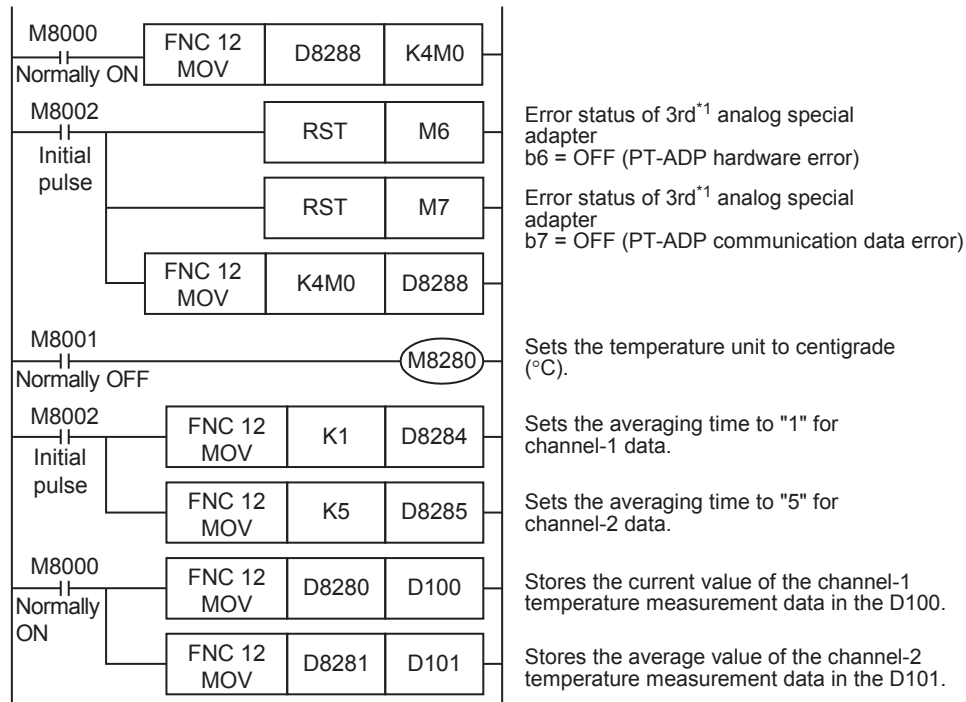 M8000
Normally ON
FNC 12
MOV
D8288
K4M0
M8002
Initial
pulse
RST
M6
Error status of 3rd*1 analog special
adapter
b6 = OFF (PT-ADP hardware error)
RST
M7
Error status of 3rd*1 analog special
adapter
b7 = OFF (PT-ADP communication data error)
FNC 12
MOV
K4M0
D8288
M8001
Normally OFF
M8280
Sets the temperature unit to centigrade
(°C).
M8002
Initial
pulse
FNC 12
MOV
K1
D8284
Sets the averaging time to "1" for
channel-1 data.
FNC 12
MOV
K5
D8285
Sets the averaging time to "5" for
channel-2 data.
M8000
Normally
ON
FNC 12
MOV
D8280
D100
Stores the current value of the channel-1
temperature measurement data in the D100.
FNC 12
MOV
D8281
D101
Stores the average value of the channel-2
temperature measurement data in the D101.